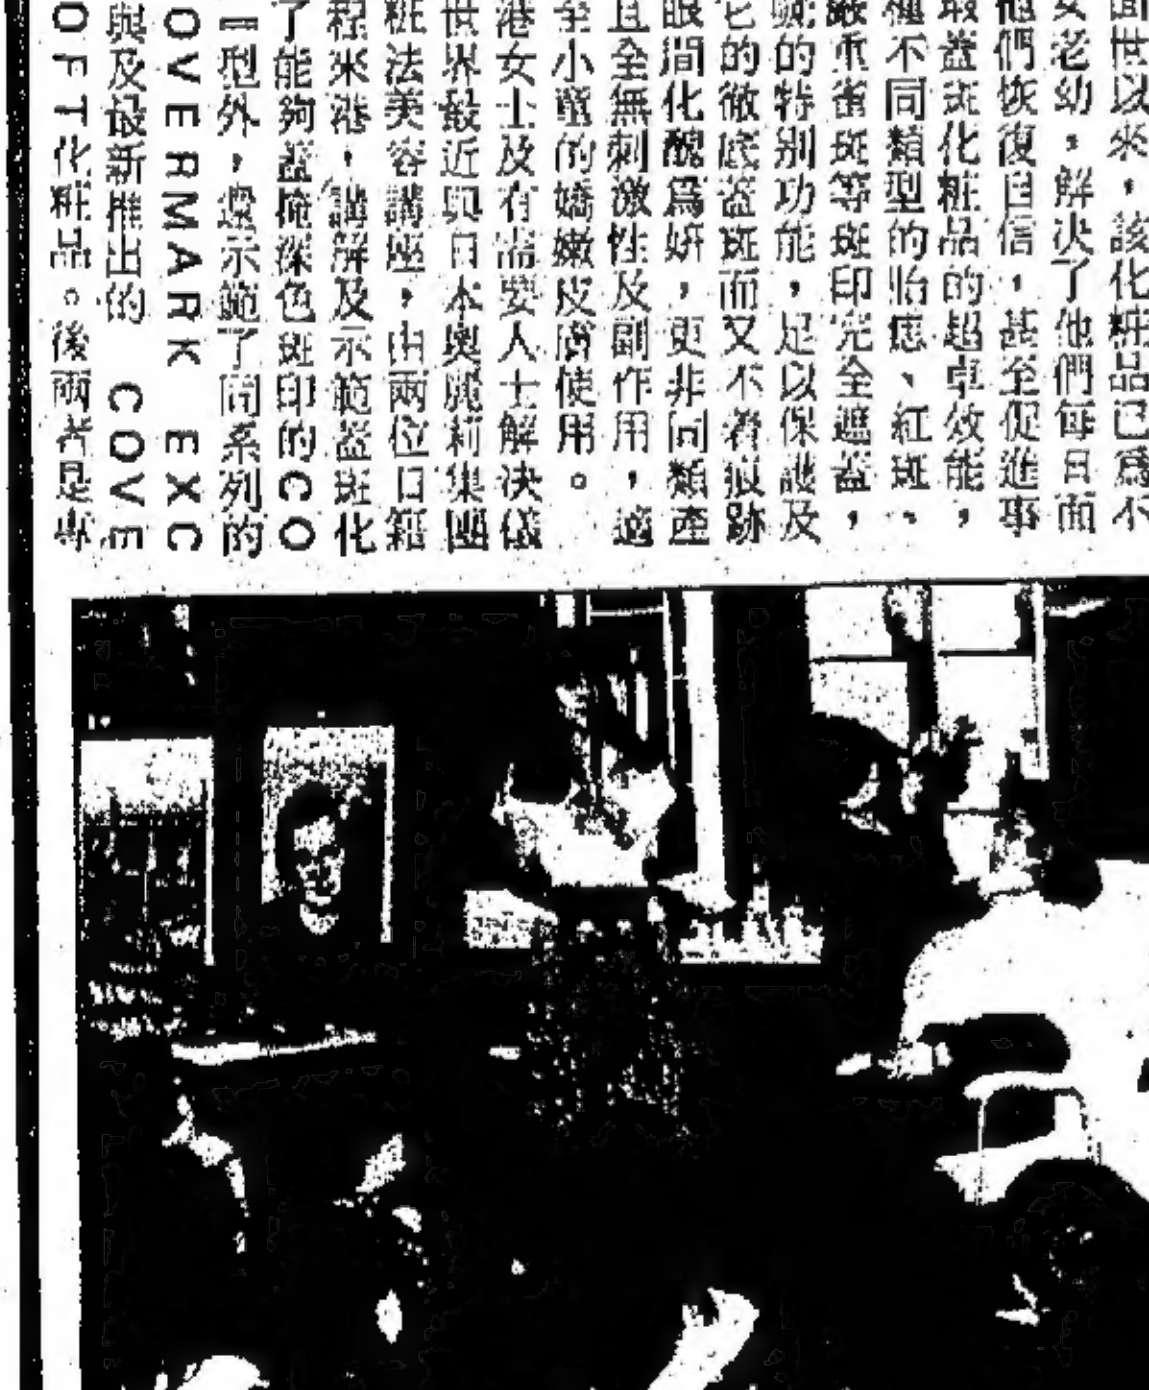 面世以來，該化粧品已爲不
女老幼，解決了他們每日面
他們恢復自信，甚至促進事
蓋斑化粧品的超卓效能，
種不同類型的胎痣、紅斑、
嚴重雀斑等斑印完全遮蓋，
的特别功能，足以保護及
它的徹底蓋斑而又不着痕跡
眼間化醜爲妍，更非同類產
且全無刺激性及副作用，適
至小童的嬌嫩皮膚使用。
港女士及有需要人士解決儀
世界最近與日本奧麗莉集團
粧法美容講座，由兩位日籍
程來港，講解及示範蓋斑化
了能夠蓋掩深色斑印的CO
型外，還示範了同系列的
OVERMARK EXC
與及最新推出的 COVE
OFT化粧品。後兩者是專